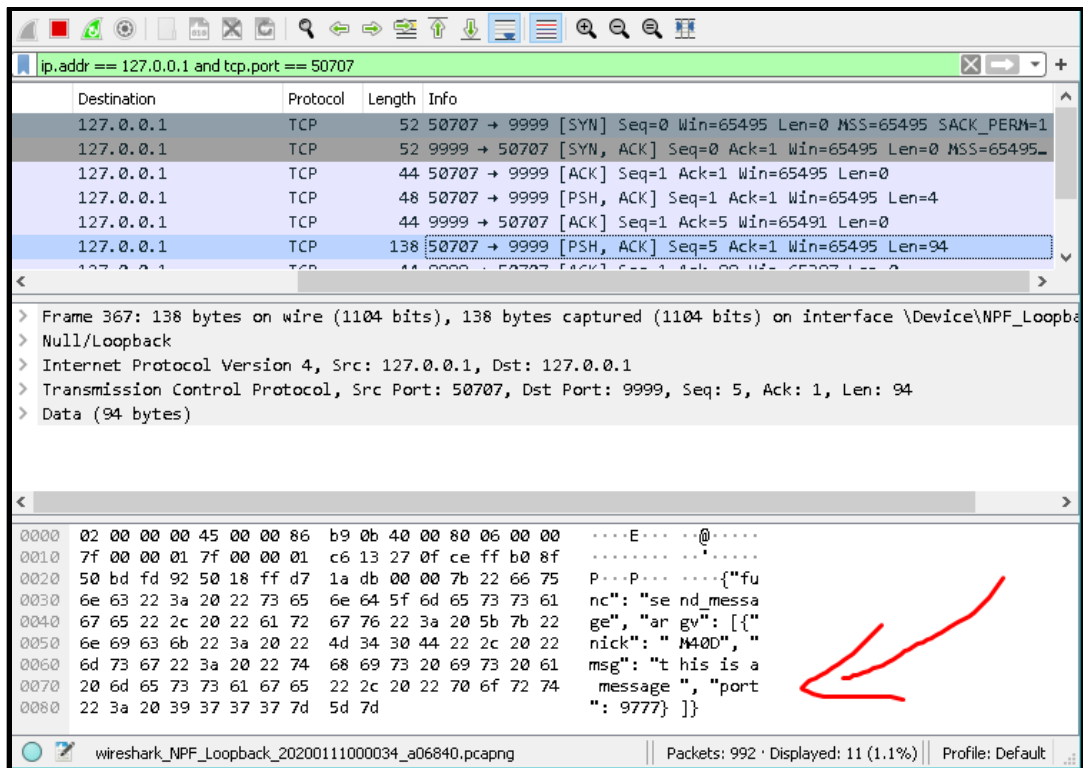 ip.addr == 127.0.0.1 and tcp.port == 50707
Destination Protocol Length Info
127.0.0.1 TCP 52 50707 → 9999 [SYN] Seq=0 Win=65495 Len=0 MSS=65495 SACK_PERM=1
127.0.0.1 TCP 52 9999 → 50707 [SYN, ACK] Seq=0 Ack=1 Win=65495 Len=0 MSS=65495…
127.0.0.1 TCP 44 50707 → 9999 [ACK] Seq=1 Ack=1 Win=65495 Len=0
127.0.0.1 TCP 48 50707 → 9999 [PSH, ACK] Seq=1 Ack=1 Win=65495 Len=4
127.0.0.1 TCP 44 9999 → 50707 [ACK] Seq=1 Ack=5 Win=65491 Len=0
127.0.0.1 TCP 138 50707 → 9999 [PSH, ACK] Seq=5 Ack=1 Win=65495 Len=94
> Frame 367: 138 bytes on wire (1104 bits), 138 bytes captured (1104 bits) on interface \Device\NPF_Loopba
> Null/Loopback
> Internet Protocol Version 4, Src: 127.0.0.1, Dst: 127.0.0.1
> Transmission Control Protocol, Src Port: 50707, Dst Port: 9999, Seq: 5, Ack: 1, Len: 94
> Data (94 bytes)
0000 02 00 00 00 45 00 00 86 b9 0b 40 00 80 06 00 00 ····E··· ··@·····
0010 7f 00 00 01 7f 00 00 01 c6 13 27 0f ce ff b0 8f ········ ··'·····
0020 50 bd fd 92 50 18 ff d7 1a db 00 00 7b 22 66 75 P···P··· ····{"fu
0030 6e 63 22 3a 20 22 73 65 6e 64 5f 6d 65 73 73 61 nc": "se nd_messa
0040 67 65 22 2c 20 22 61 72 67 76 22 3a 20 5b 7b 22 ge", "ar gv": [{"
0050 6e 69 63 6b 22 3a 20 22 4d 34 30 44 22 2c 20 22 nick": " M40D", "
0060 6d 73 67 22 3a 20 22 74 68 69 73 20 69 73 20 61 msg": "t his is a
0070 20 6d 65 73 73 61 67 65 22 2c 20 22 70 6f 72 74 message ", "port
0080 22 3a 20 39 37 37 37 7d 5d 7d ": 9777} ]}
wireshark_NPF_Loopback_20200111000034_a06840.pcapng Packets: 992 · Displayed: 11 (1.1%) Profile: Default